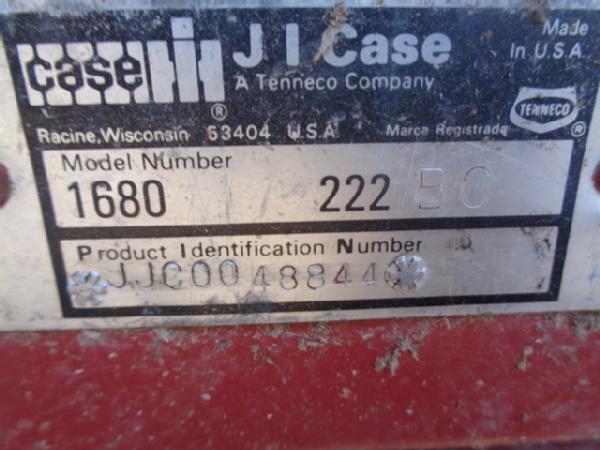 case IH ® J I Case Made
A Tenneco Company In U.S.A.
TENNECO ®
Racine, Wisconsin 53404 U.S.A. Marca Registrada
Model Number
1680 222 BC
Product Identification Number
JJC0048844